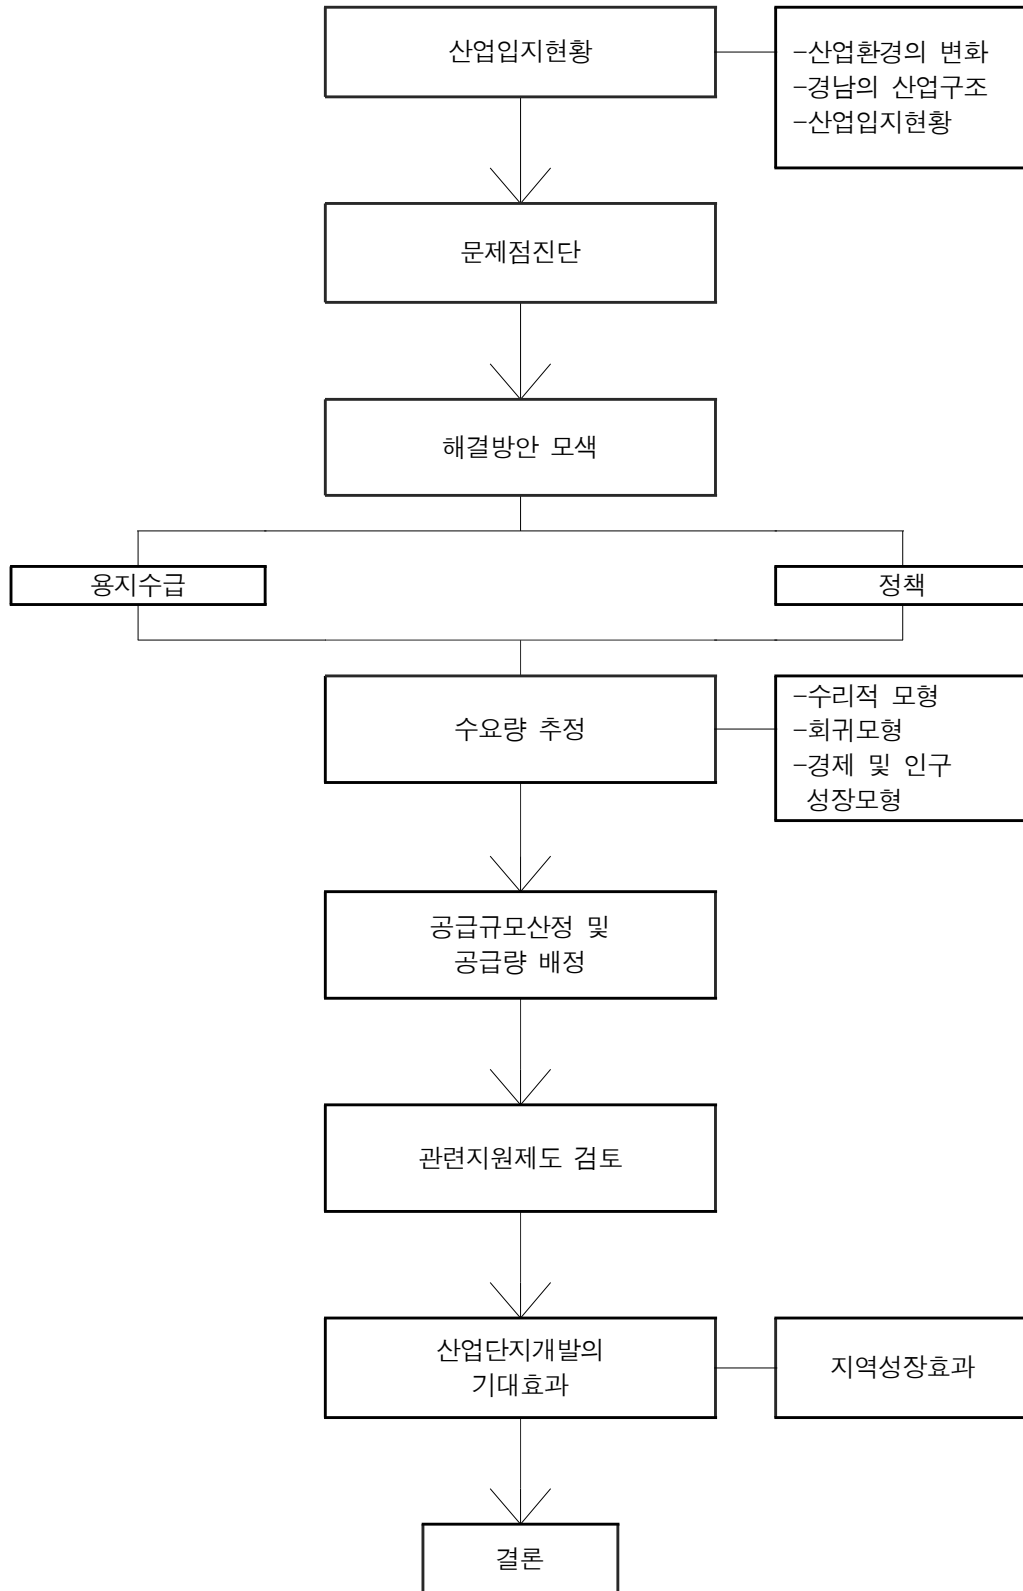 산업입지현황
−산업환경의 변화
−경남의 산업구조
−산업입지현황
문제점진단
해결방안 모색
용지수급
정책
수요량 추정
−수리적 모형
−회귀모형
−경제 및 인구
성장모형
공급규모산정 및
공급량 배정
관련지원제도 검토
산업단지개발의
기대효과
지역성장효과
결론